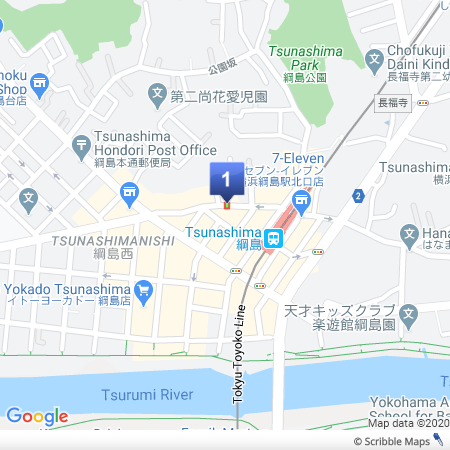 Tsunashima
Park
綱島公園
Chofukuji
Daini Kind
長福寺第二幼
公園坂
noku
Shop
島台店
第二尚花愛児園
長福寺
Tsunashima
Hondori Post Office
綱島本通郵便局
7-Eleven
セブン-イレブン
浜綱島駅北口店
Tsunashima
1
2
TSUNASHIMANISHI
綱島西
Tsunashima
綱島
Hana
はなま
Yokado Tsunashima
イトーヨーカドー 綱島店
天才キッズクラブ
楽遊館綱島園
Tokyu Toyoko Line
Tsurumi River
Yokohama A
School for Ba
Google
Map data ©2020
© Scribble Maps